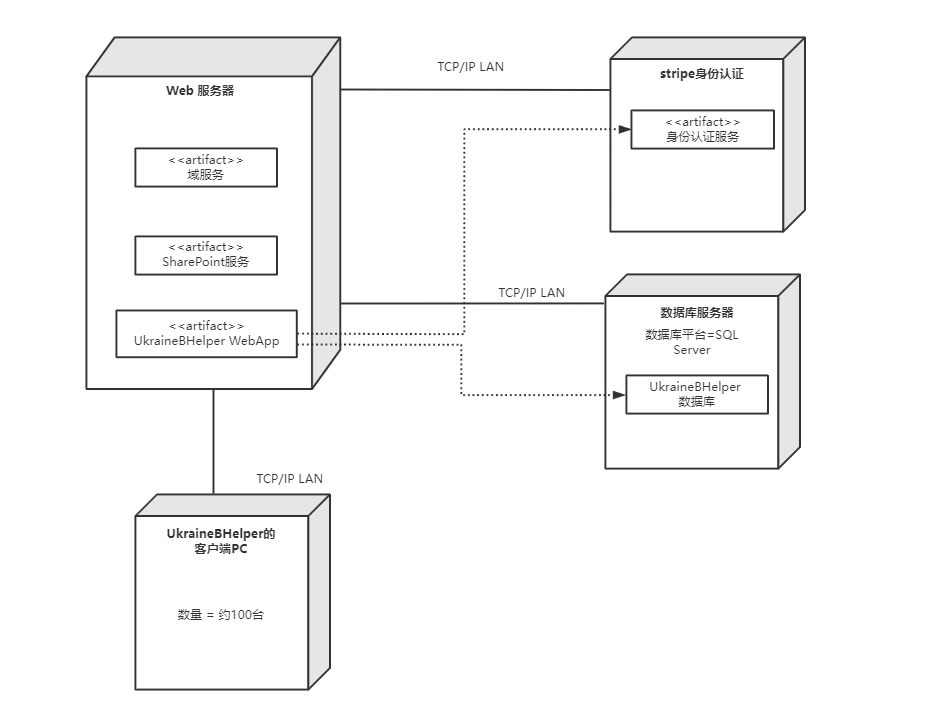 TCP/IP LAN
Web 服务器
stripe身份认证
<<artifact>>
身份认证服务
<<artifact>>
域服务
<<artifact>>
SharePoint服务
<<artifact>>
UkraineBHelper WebApp
TCP/IP LAN
数据库服务器
数据库平台=SQL
Server
UkraineBHelper
数据库
TCP/IP LAN
UkraineBHelper的
客户端PC
数量 = 约100台